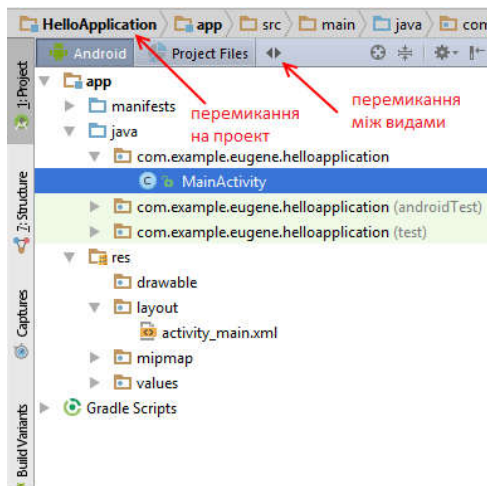 HelloApplication app src main java com
Android Project Files
1: Project
7: Structure
Captures
Build Variants
app
manifests
java
com.example.eugene.helloapplication
MainActivity
com.example.eugene.helloapplication (androidTest)
com.example.eugene.helloapplication (test)
res
drawable
layout
activity_main.xml
mipmap
values
Gradle Scripts
перемикання
на проект
перемикання
між видами